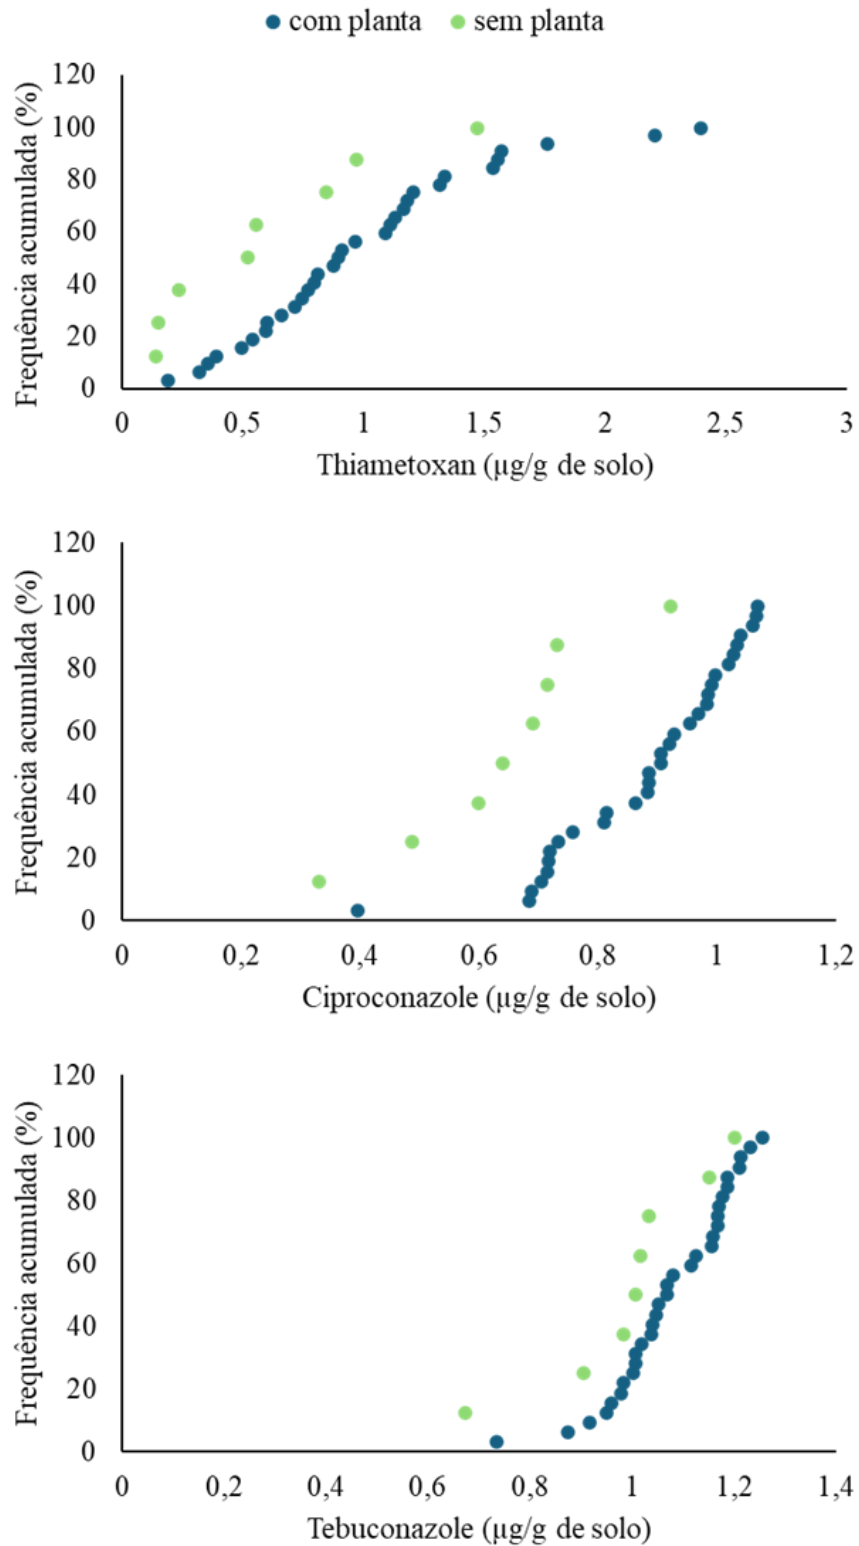 com planta sem planta
Frequência acumulada (%)
120
100
80
60
40
20
0
0 0,5 1 1,5 2 2,5 3
Thiametoxan (µg/g de solo)
Frequência acumulada (%)
120
100
80
60
40
20
0
0 0,2 0,4 0,6 0,8 1 1,2
Ciproconazole (µg/g de solo)
Frequência acumulada (%)
120
100
80
60
40
20
0
0 0,2 0,4 0,6 0,8 1 1,2 1,4
Tebuconazole (µg/g de solo)